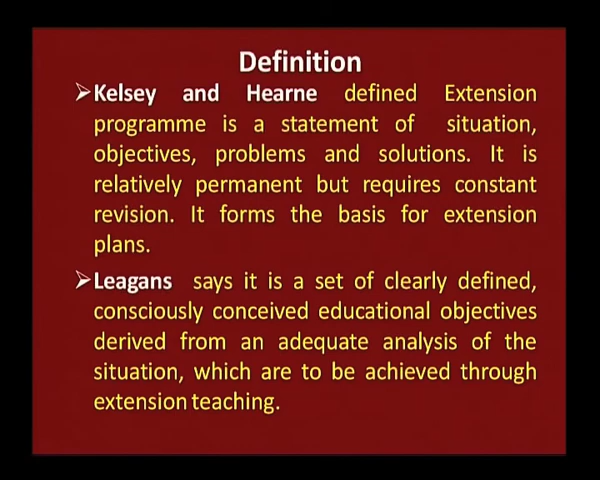 Definition
➢Kelsey and Hearne defined Extension
programme is a statement of situation,
objectives, problems and solutions. It is
relatively permanent but requires constant
revision. It forms the basis for extension
plans.
➢Leagans says it is a set of clearly defined,
consciously conceived educational objectives
derived from an adequate analysis of the
situation, which are to be achieved through
extension teaching.